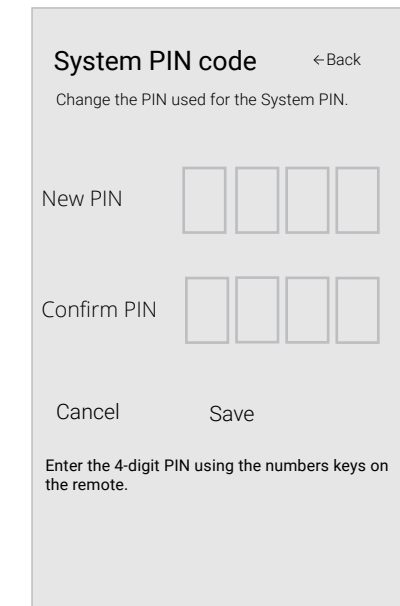 System PIN code ←Back
Change the PIN used for the System PIN.
New PIN
Confirm PIN
Cancel Save
Enter the 4-digit PIN using the numbers keys on
the remote.